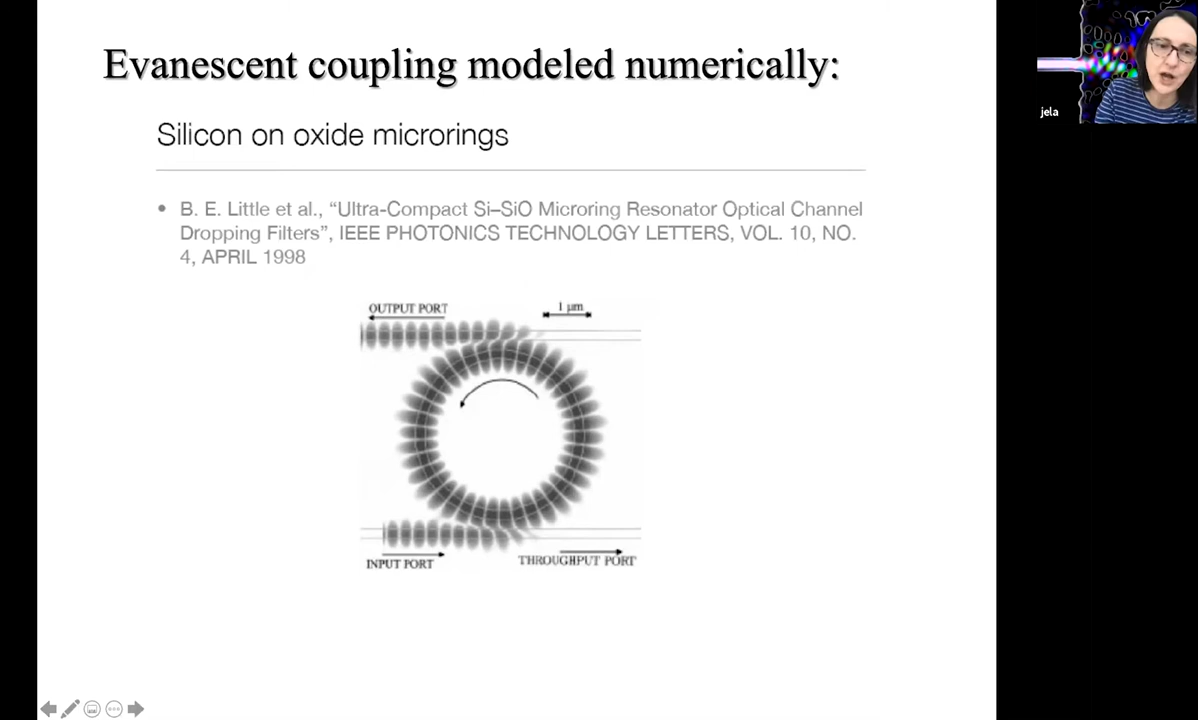 Evanescent coupling modeled numerically:
Silicon on oxide microrings
• B. E. Little et al., “Ultra-Compact Si–SiO Microring Resonator Optical Channel
Dropping Filters”, IEEE PHOTONICS TECHNOLOGY LETTERS, VOL. 10, NO.
4, APRIL 1998
OUTPUT PORT
1 μm
INPUT PORT
THROUGHPUT PORT
jela